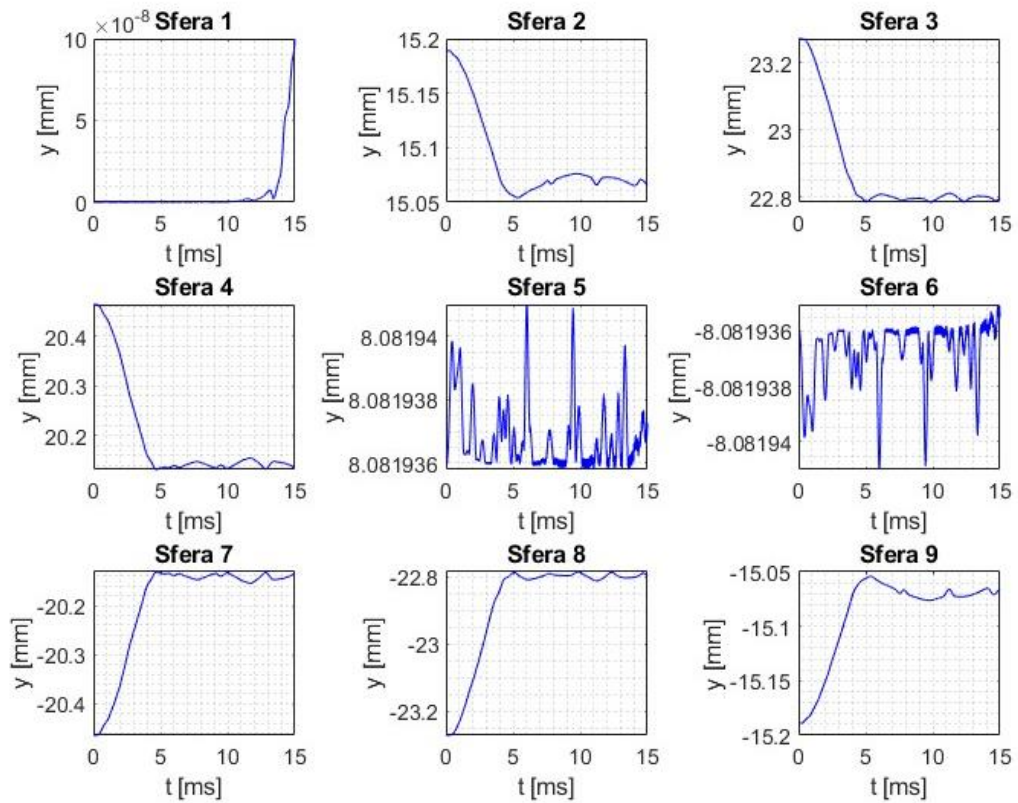 Sfera 1
×10⁻⁸
10
5
0
y [mm]
0 5 10 15
t [ms]
Sfera 2
15.2
15.15
15.1
15.05
y [mm]
0 5 10 15
t [ms]
Sfera 3
23.2
23
22.8
y [mm]
0 5 10 15
t [ms]
Sfera 4
20.4
20.3
20.2
y [mm]
0 5 10 15
t [ms]
Sfera 5
8.08194
8.081938
8.081936
y [mm]
0 5 10 15
t [ms]
Sfera 6
-8.081936
-8.081938
-8.08194
y [mm]
0 5 10 15
t [ms]
Sfera 7
-20.2
-20.3
-20.4
y [mm]
0 5 10 15
t [ms]
Sfera 8
-22.8
-23
-23.2
y [mm]
0 5 10 15
t [ms]
Sfera 9
-15.05
-15.1
-15.15
-15.2
y [mm]
0 5 10 15
t [ms]